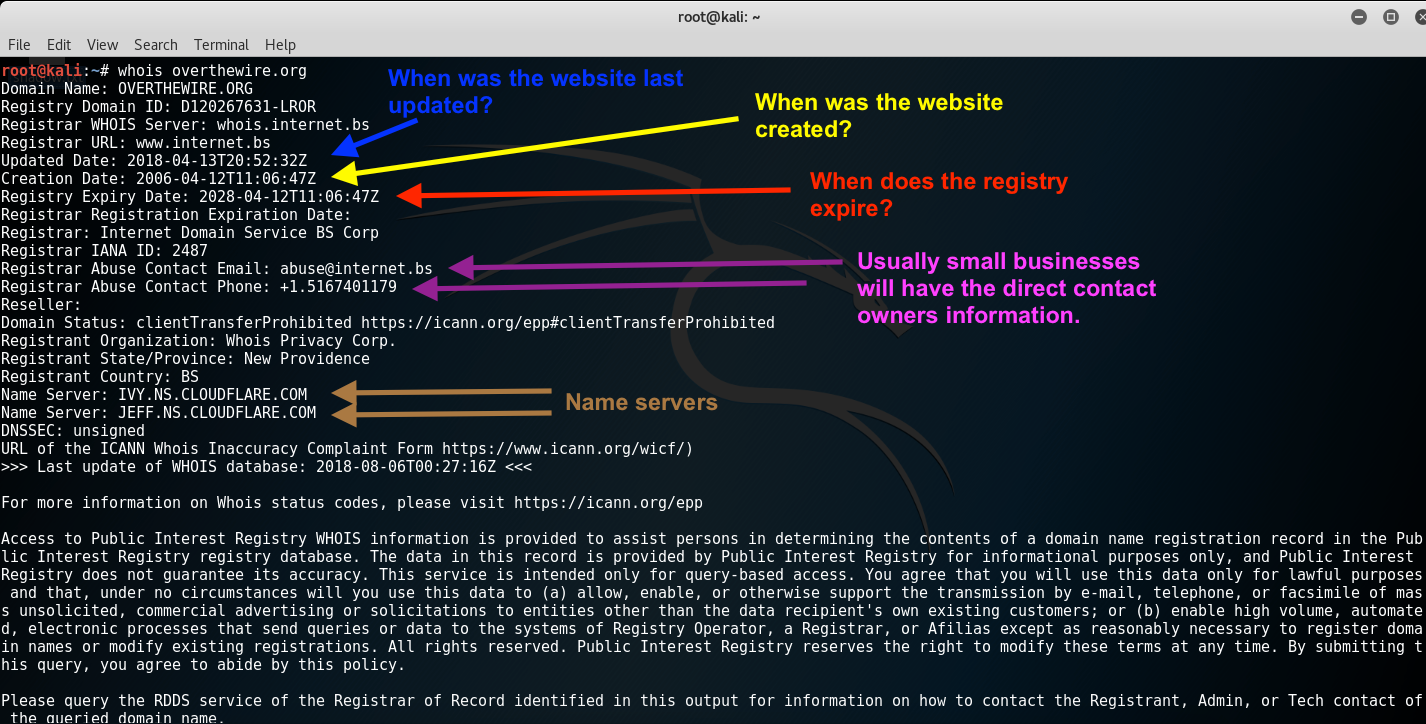 root@kali: ~
File Edit View Search Terminal Help
root@kali:~# whois overthewire.org
Domain Name: OVERTHEWIRE.ORG
Registry Domain ID: D120267631-LROR
Registrar WHOIS Server: whois.internet.bs
Registrar URL: www.internet.bs
Updated Date: 2018-04-13T20:52:32Z
Creation Date: 2006-04-12T11:06:47Z
Registry Expiry Date: 2028-04-12T11:06:47Z
Registrar Registration Expiration Date:
Registrar: Internet Domain Service BS Corp
Registrar IANA ID: 2487
Registrar Abuse Contact Email: abuse@internet.bs
Registrar Abuse Contact Phone: +1.5167401179
Reseller:
Domain Status: clientTransferProhibited https://icann.org/epp#clientTransferProhibited
Registrant Organization: Whois Privacy Corp.
Registrant State/Province: New Providence
Registrant Country: BS
Name Server: IVY.NS.CLOUDFLARE.COM
Name Server: JEFF.NS.CLOUDFLARE.COM
DNSSEC: unsigned
URL of the ICANN Whois Inaccuracy Complaint Form https://www.icann.org/wicf/)
>>> Last update of WHOIS database: 2018-08-06T00:27:16Z <<<
When was the website last
updated?
When was the website
created?
When does the registry
expire?
Usually small businesses
will have the direct contact
owners information.
Name servers
For more information on Whois status codes, please visit https://icann.org/epp
Access to Public Interest Registry WHOIS information is provided to assist persons in determining the contents of a domain name registration record in the Pub
lic Interest Registry registry database. The data in this record is provided by Public Interest Registry for informational purposes only, and Public Interest
Registry does not guarantee its accuracy. This service is intended only for query-based access. You agree that you will use this data only for lawful purposes
and that, under no circumstances will you use this data to (a) allow, enable, or otherwise support the transmission by e-mail, telephone, or facsimile of mas
s unsolicited, commercial advertising or solicitations to entities other than the data recipient's own existing customers; or (b) enable high volume, automate
d, electronic processes that send queries or data to the systems of Registry Operator, a Registrar, or Afilias except as reasonably necessary to register doma
in names or modify existing registrations. All rights reserved. Public Interest Registry reserves the right to modify these terms at any time. By submitting t
his query, you agree to abide by this policy.
Please query the RDDS service of the Registrar of Record identified in this output for information on how to contact the Registrant, Admin, or Tech contact of
the queried domain name.